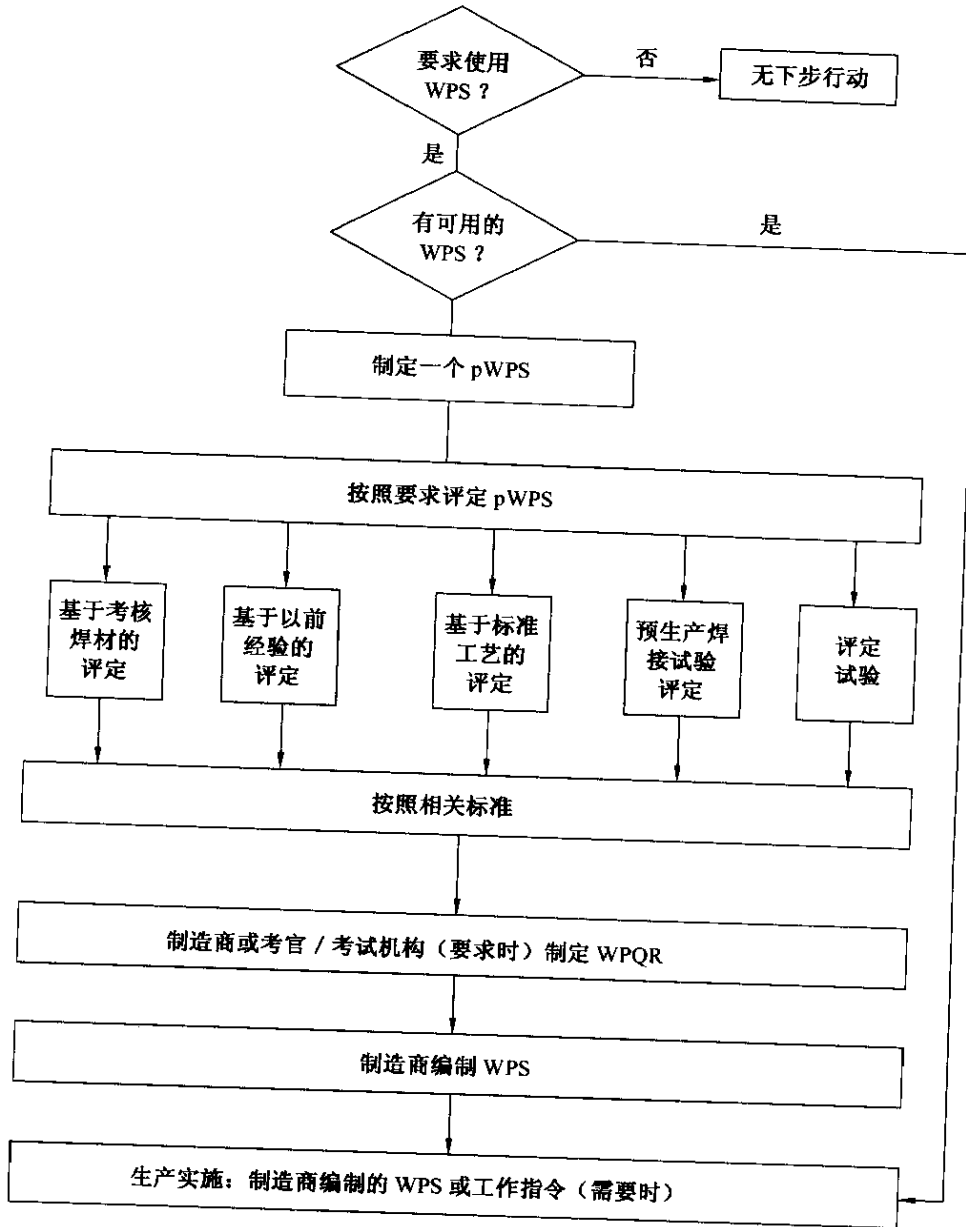 要求使用
WPS？
否
无下步行动
是
有可用的
WPS？
是
制定一个 pWPS
按照要求评定 pWPS
基于考核
焊材的
评定
基于以前
经验的
评定
基于标准
工艺的
评定
预生产焊
接试验
评定
评定
试验
按照相关标准
制造商或考官 / 考试机构（要求时）制定 WPQR
制造商编制 WPS
生产实施：制造商编制的 WPS 或工作指令（需要时）